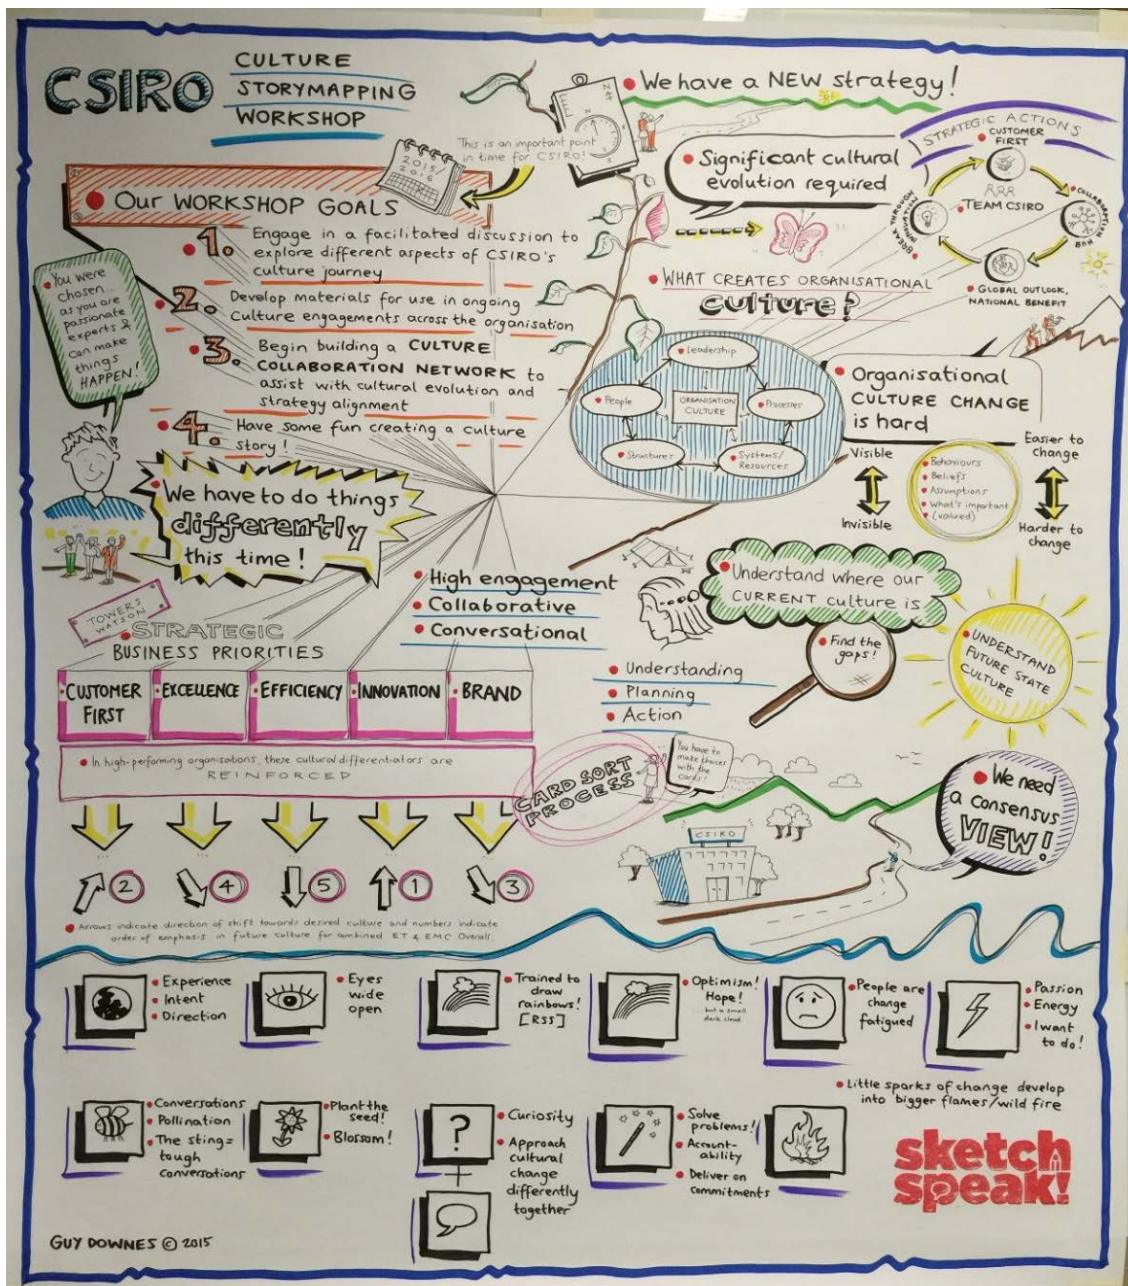 CSIRO
CULTURE
STORYMAPPING
WORKSHOP
This is an important point
in time for CSIRO!
2015/
2016
Our WORKSHOP GOALS
1. Engage in a facilitated discussion to
explore different aspects of CSIRO's
culture journey
2. Develop materials for use in ongoing
Culture engagements across the organisation
3. Begin building a CULTURE
COLLABORATION NETWORK to
assist with cultural evolution and
strategy alignment
4. Have some fun creating a culture
story!
You were
chosen...
as you are
passionate
experts &
can make
things
HAPPEN!
We have to do things
differently
this time!
We have a NEW strategy!
Significant cultural
evolution required
STRATEGIC ACTIONS
CUSTOMER
FIRST
TEAM CSIRO
BREAKTHROUGH
INNOVATION
COLLABORATION
HUB
GLOBAL OUTLOOK,
NATIONAL BENEFIT
WHAT CREATES ORGANISATIONAL
CULTURE?
Leadership
People
ORGANISATION
CULTURE
Processes
Structures
Systems/
Resources
Organisational
CULTURE CHANGE
is hard
Visible
Invisible
Behaviours
Beliefs
Assumptions
What's important
(valued)
Easier to
change
Harder to
change
High engagement
Collaborative
Conversational
Understand where our
CURRENT culture is
Find the
gaps!
UNDERSTAND
FUTURE STATE
CULTURE
Understanding
Planning
Action
TOWERS
WATSON
STRATEGIC
BUSINESS PRIORITIES
CUSTOMER
FIRST
EXCELLENCE
EFFICIENCY
INNOVATION
BRAND
In high-performing organisations, these cultural differentiators are
REINFORCED
CARD SORT
PROCESS
You have to
make choices
with the
cards!
CSIRO
We need
a consensus
VIEW!
2
4
5
1
3
Arrows indicate direction of shift towards desired culture and numbers indicate
order of emphasis in future culture for combined ET & EMC Overall.
Experience
Intent
Direction
Eyes
wide
open
Trained to
draw
rainbows!
[RSS]
Optimism!
Hope!
...but a small
dark cloud
People are
change
fatigued
Passion
Energy
I want
to do!
Conversations
Pollination
The sting=
tough
conversations
Plant the
seed!
Blossom!
?
Curiosity
Approach
cultural
change
differently
together
Solve
problems!
Account-
ability
Deliver on
commitments
Little sparks of change develop
into bigger flames/wild fire
sketch
speak!
GUY DOWNES © 2015